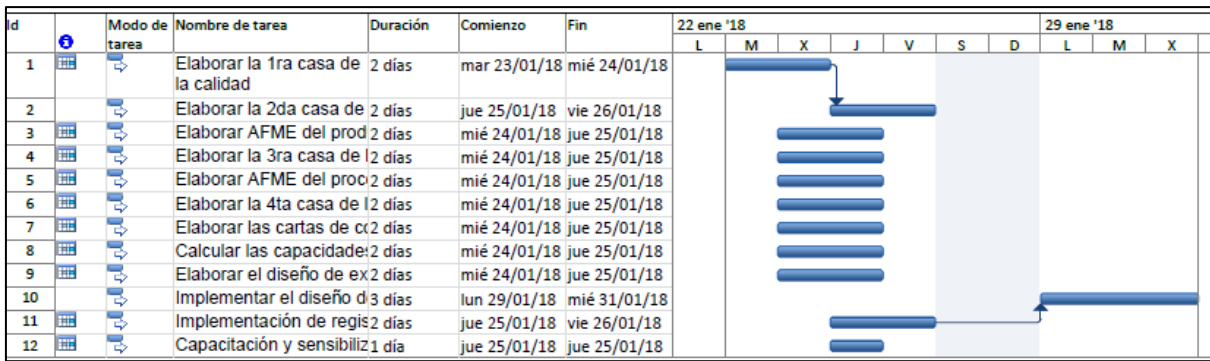 Id Modo de tarea Nombre de tarea Duración Comienzo Fin 22 ene '18 29 ene '18
L M X J V S D L M X
1 Elaborar la 1ra casa de la calidad 2 días mar 23/01/18 mié 24/01/18
2 Elaborar la 2da casa de 2 días jue 25/01/18 vie 26/01/18
3 Elaborar AFME del prod 2 días mié 24/01/18 jue 25/01/18
4 Elaborar la 3ra casa de 2 días mié 24/01/18 jue 25/01/18
5 Elaborar AFME del proc 2 días mié 24/01/18 jue 25/01/18
6 Elaborar la 4ta casa de 2 días mié 24/01/18 jue 25/01/18
7 Elaborar las cartas de co 2 días mié 24/01/18 jue 25/01/18
8 Calcular las capacidades 2 días mié 24/01/18 jue 25/01/18
9 Elaborar el diseño de ex 2 días mié 24/01/18 jue 25/01/18
10 Implementar el diseño d 3 días lun 29/01/18 mié 31/01/18
11 Implementación de regis 2 días jue 25/01/18 vie 26/01/18
12 Capacitación y sensibiliz 1 día jue 25/01/18 jue 25/01/18